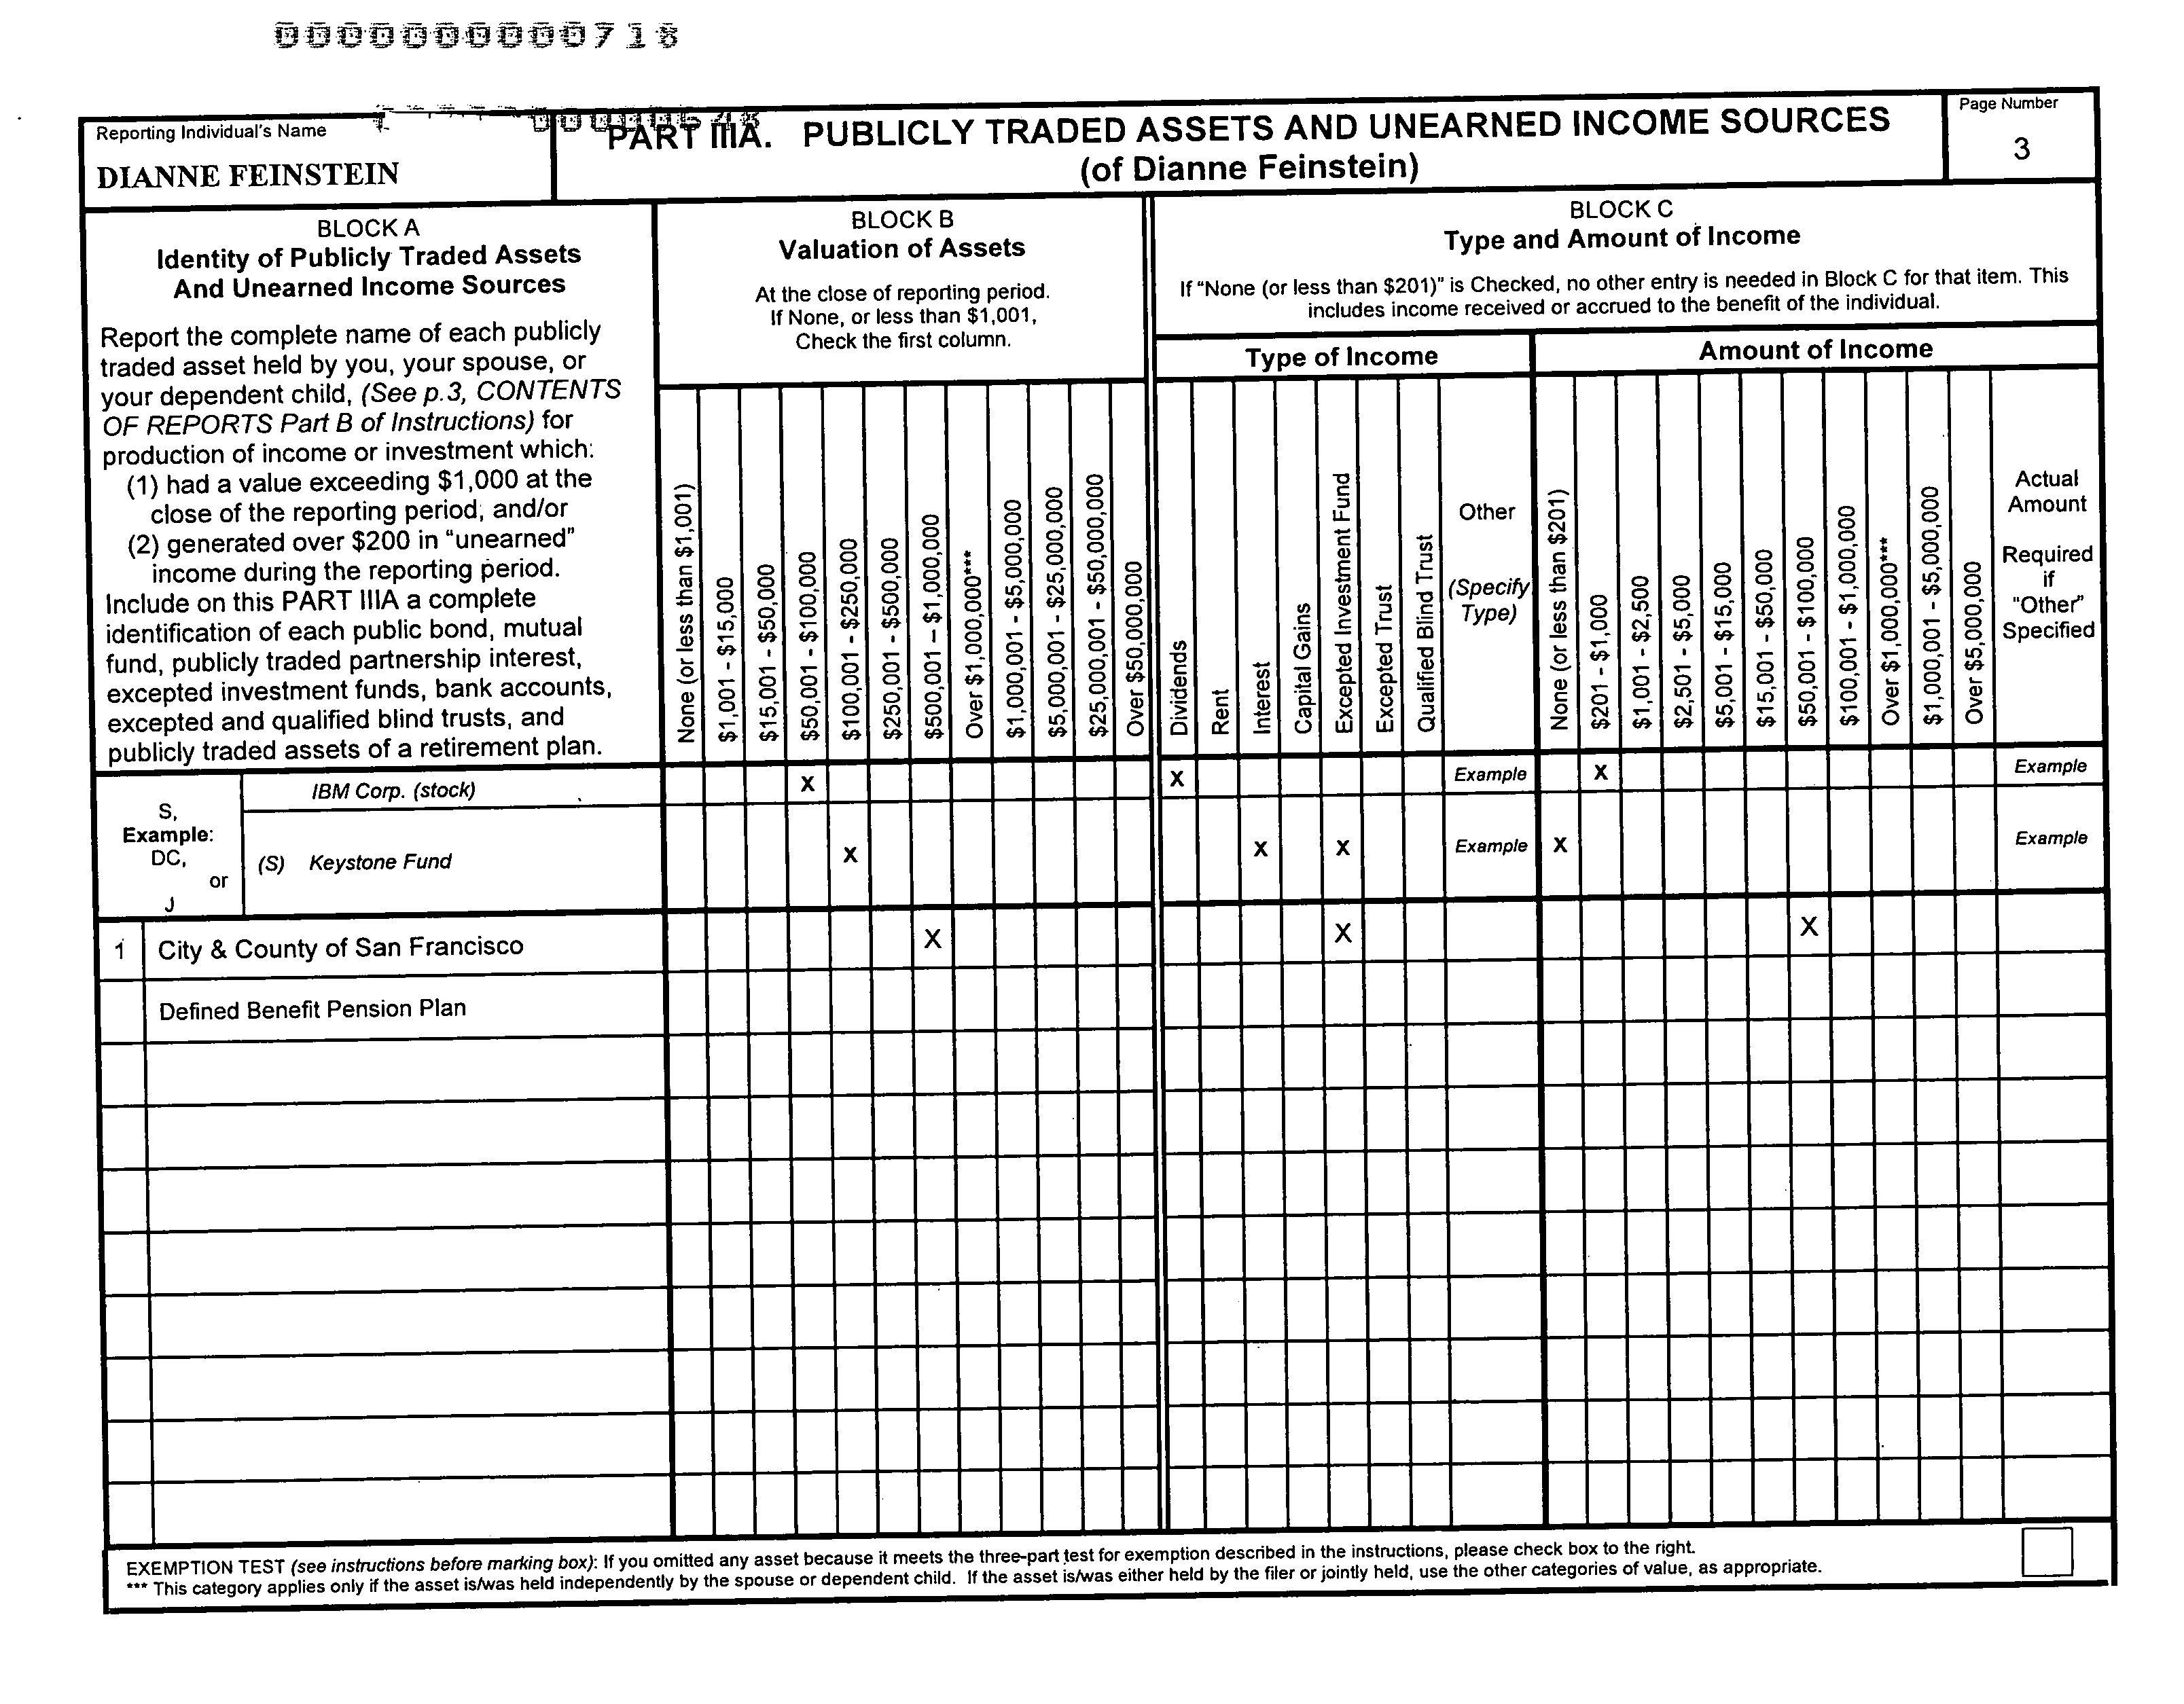 000000000718
Reporting Individual's Name
DIANNE FEINSTEIN
PART IIIA. PUBLICLY TRADED ASSETS AND UNEARNED INCOME SOURCES
(of Dianne Feinstein)
Page Number
3
BLOCK A
Identity of Publicly Traded Assets
And Unearned Income Sources
Report the complete name of each publicly
traded asset held by you, your spouse, or
your dependent child, (See p.3, CONTENTS
OF REPORTS Part B of Instructions) for
production of income or investment which:
(1) had a value exceeding $1,000 at the
close of the reporting period; and/or
(2) generated over $200 in "unearned"
income during the reporting period.
Include on this PART IIIA a complete
identification of each public bond, mutual
fund, publicly traded partnership interest,
excepted investment funds, bank accounts,
excepted and qualified blind trusts, and
publicly traded assets of a retirement plan.
BLOCK B
Valuation of Assets
At the close of reporting period.
If None, or less than $1,001,
Check the first column.
None (or less than $1,001)
$1,001 - $15,000
$15,001 - $50,000
$50,001 - $100,000
$100,001 - $250,000
$250,001 - $500,000
$500,001 – $1,000,000
Over $1,000,000***
$1,000,001 - $5,000,000
$5,000,001 - $25,000,000
$25,000,001 - $50,000,000
Over $50,000,000
BLOCK C
Type and Amount of Income
If "None (or less than $201)" is Checked, no other entry is needed in Block C for that item. This
includes income received or accrued to the benefit of the individual.
Type of Income
Dividends
Rent
Interest
Capital Gains
Excepted Investment Fund
Excepted Trust
Qualified Blind Trust
Other
(Specify
Type)
Amount of Income
None (or less than $201)
$201 - $1,000
$1,001 - $2,500
$2,501 - $5,000
$5,001 - $15,000
$15,001 - $50,000
$50,001 - $100,000
$100,001 - $1,000,000
Over $1,000,000***
$1,000,001 - $5,000,000
Over $5,000,000
Actual
Amount
Required
if
"Other"
Specified
S,
Example:
DC,
or
J
IBM Corp. (stock) X X Example X Example
(S) Keystone Fund X X X Example X Example
1 City & County of San Francisco X X X
Defined Benefit Pension Plan
EXEMPTION TEST (see instructions before marking box): If you omitted any asset because it meets the three-part test for exemption described in the instructions, please check box to the right.
*** This category applies only if the asset is/was held independently by the spouse or dependent child. If the asset is/was either held by the filer or jointly held, use the other categories of value, as appropriate.